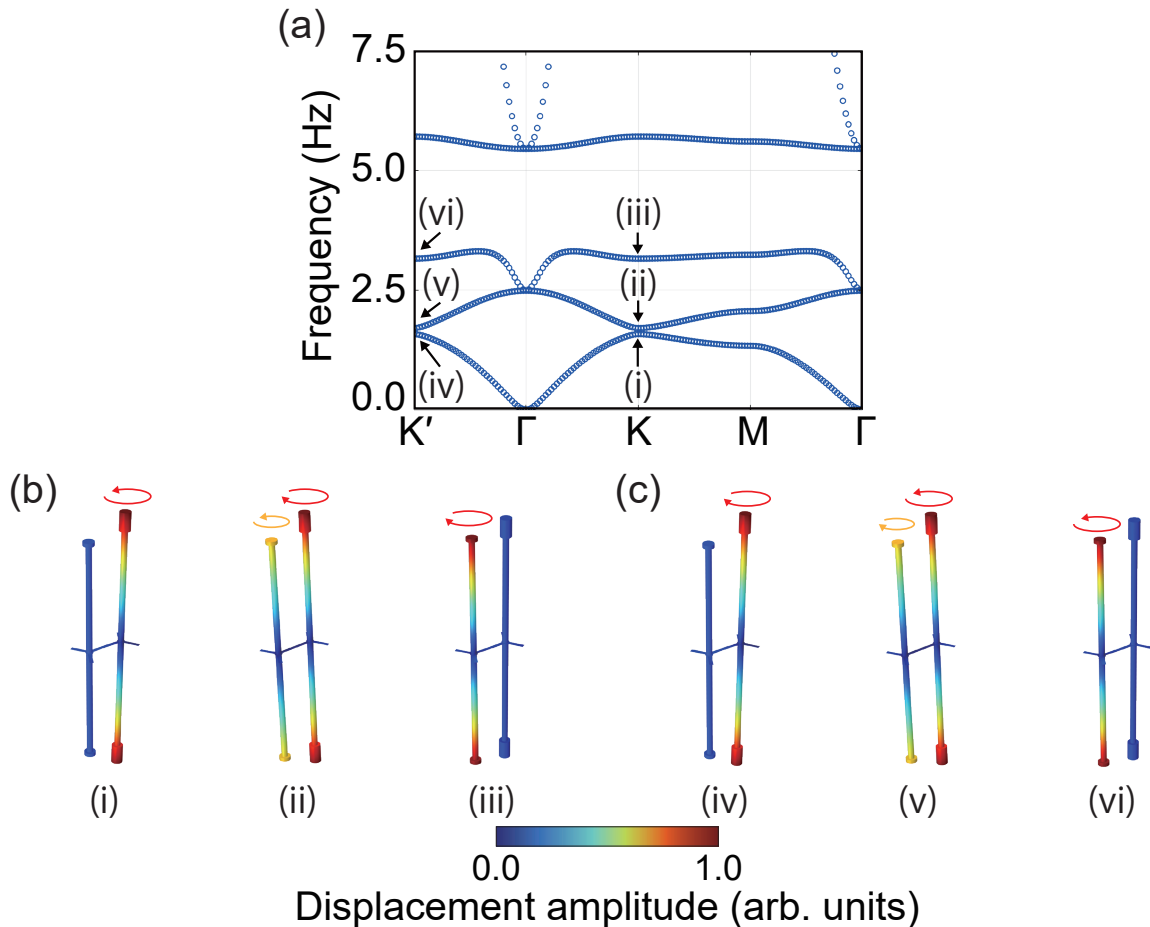 (a)
7.5
5.0
2.5
0.0
Frequency (Hz)
(vi)
(iii)
(v)
(ii)
(iv)
(i)
K′ Γ K M Γ
(b)
(c)
(i) (ii) (iii) (iv) (v) (vi)
0.0 1.0
Displacement amplitude (arb. units)